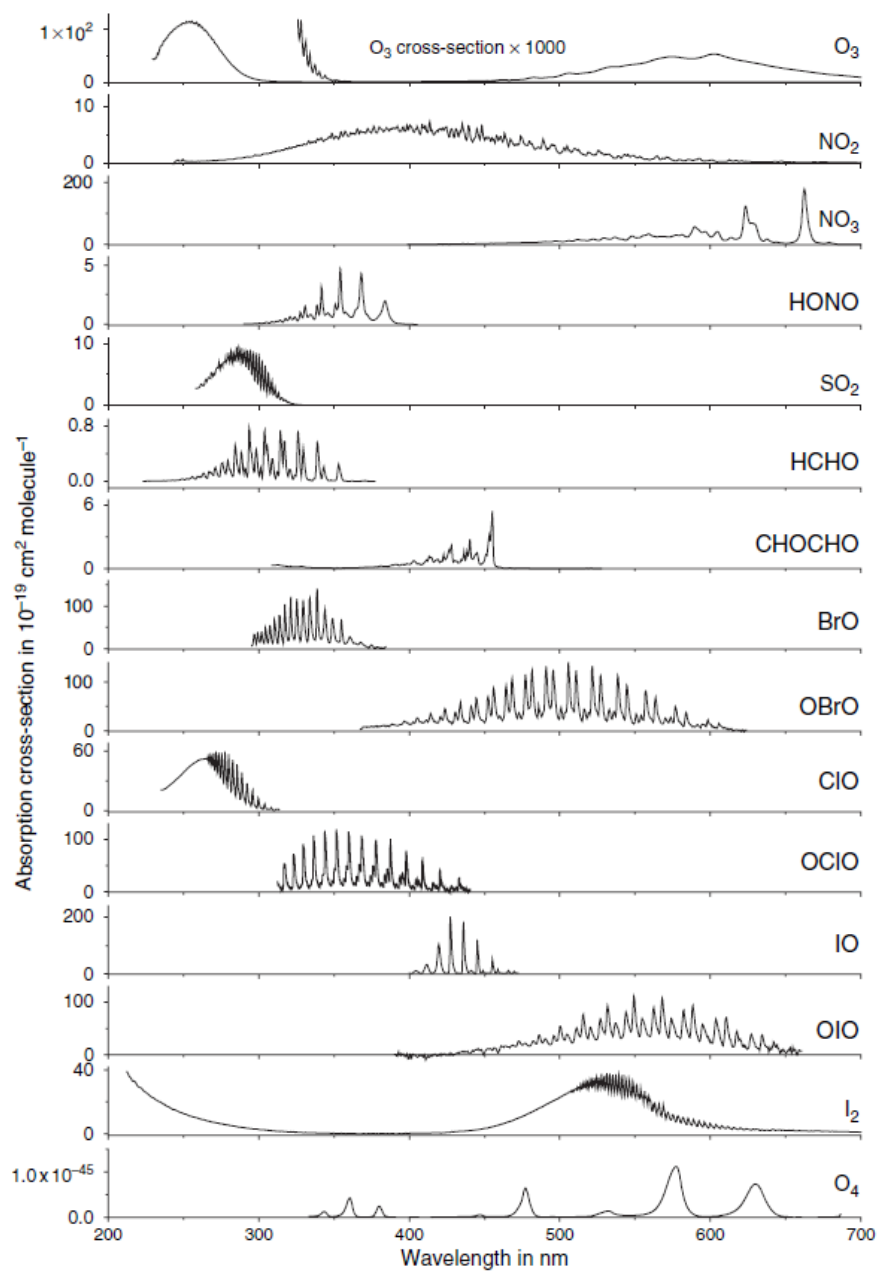 1×10²
0
O₃ cross-section × 1000
O₃
10
0
NO₂
200
0
NO₃
5
0
HONO
10
0
SO₂
0.8
0.0
HCHO
6
0
CHOCHO
100
0
BrO
100
0
OBrO
60
0
ClO
100
0
OClO
200
0
IO
100
0
OIO
40
0
I₂
1.0 x 10⁻⁴⁵
0.0
O₄
200 300 400 500 600 700
Wavelength in nm
Absorption cross-section in 10⁻¹⁹ cm² molecule⁻¹